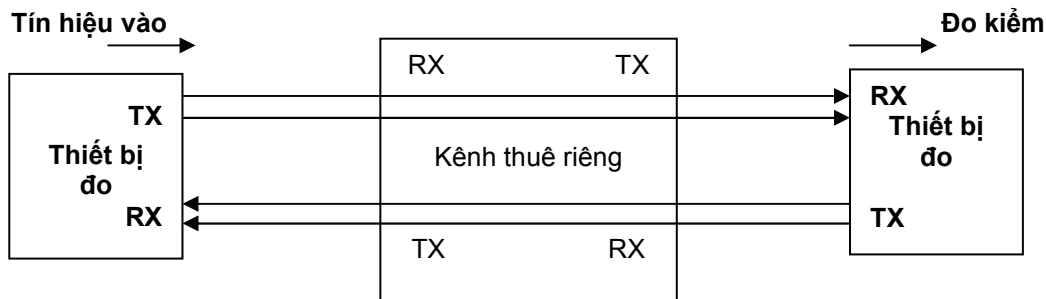 Tín hiệu vào
Đo kiểm
RX TX
TX
Thiết bị
đo
RX
Kênh thuê riêng
RX
Thiết bị
đo
TX
TX RX